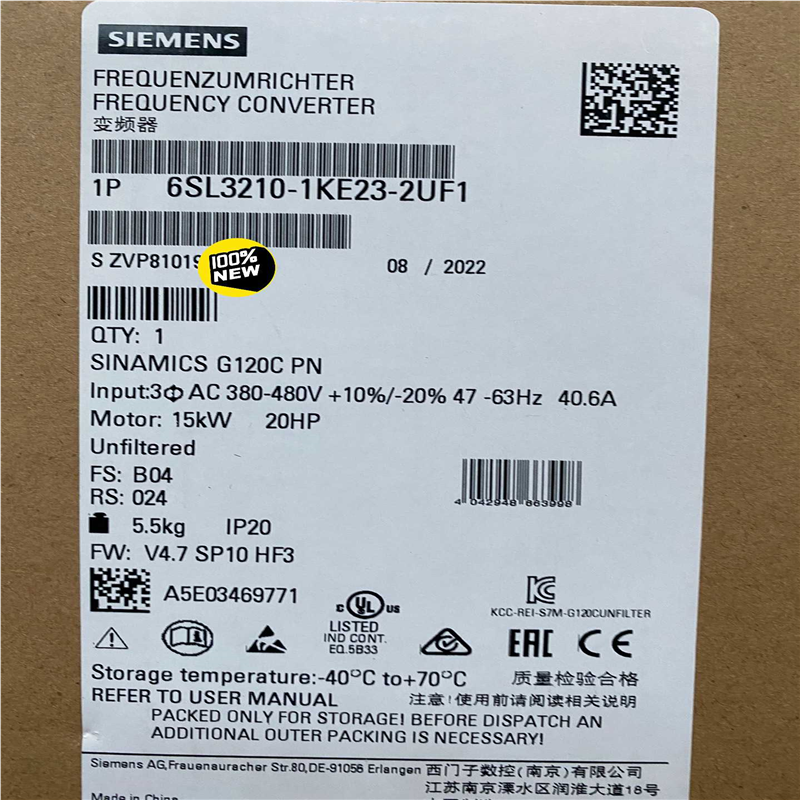 SIEMENS
FREQUENZUMRICHTER
FREQUENCY CONVERTER
变频器
1P 6SL3210-1KE23-2UF1
S ZVP8101S
100% NEW
08 / 2022
QTY: 1
SINAMICS G120C PN
Input:3Φ AC 380-480V +10%/-20% 47 -63Hz 40.6A
Motor: 15kW 20HP
Unfiltered
FS: B04
RS: 024
4 042948 663998
5.5kg IP20
FW: V4.7 SP10 HF3
A5E03469771
c UL us
LISTED
IND CONT.
EQ.5B33
KCC-REI-S7M-G120CUNFILTER
EAC CE
Storage temperature:-40°C to+70°C 质量检验合格
REFER TO USER MANUAL 注意!使用前请阅读相关说明
PACKED ONLY FOR STORAGE! BEFORE DISPATCH AN
ADDITIONAL OUTER PACKING IS NECESSARY!
Siemens AG,Frauenauracher Str.80,DE-91056 Erlangen 西门子数控(南京)有限公司
江苏南京溧水区润淮大道18号
Made in China